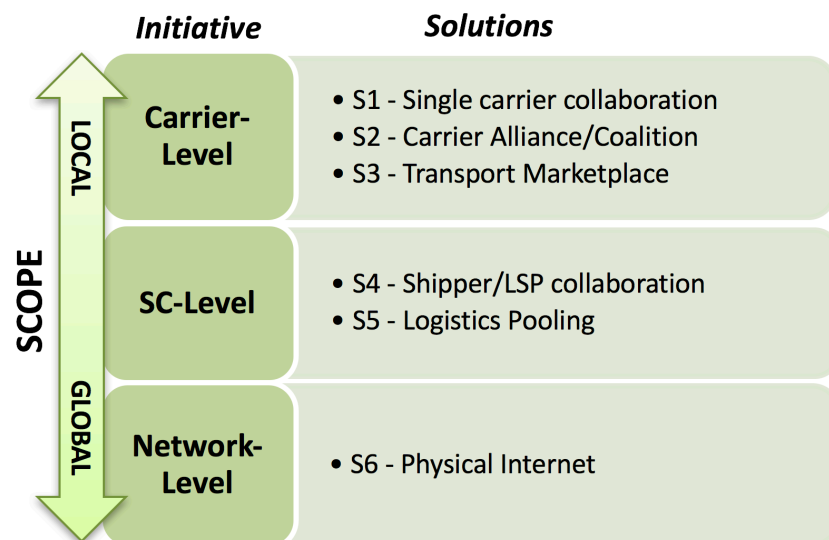 Initiative
Solutions
SCOPE
LOCAL
GLOBAL
Carrier-
Level
• S1 - Single carrier collaboration
• S2 - Carrier Alliance/Coalition
• S3 - Transport Marketplace
SC-Level
• S4 - Shipper/LSP collaboration
• S5 - Logistics Pooling
Network-
Level
• S6 - Physical Internet